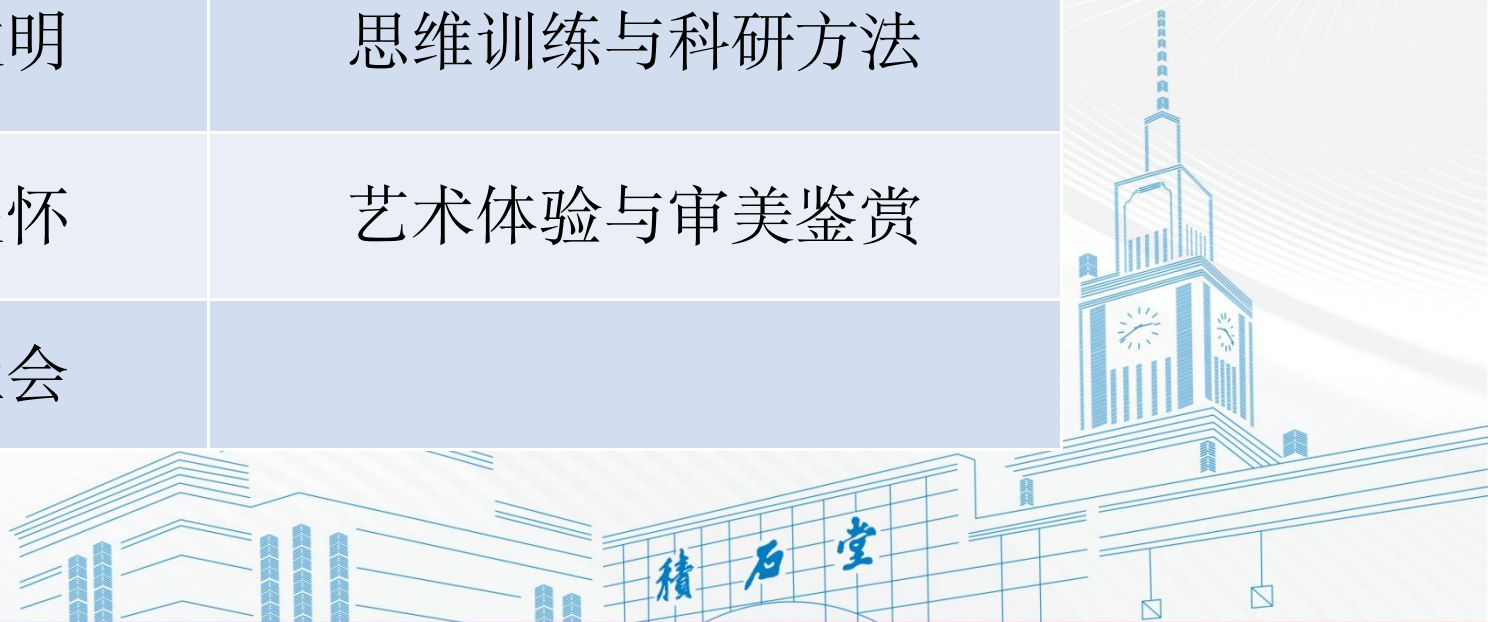 明 思维训练与科研方法
怀 艺术体验与审美鉴赏
会
積石堂